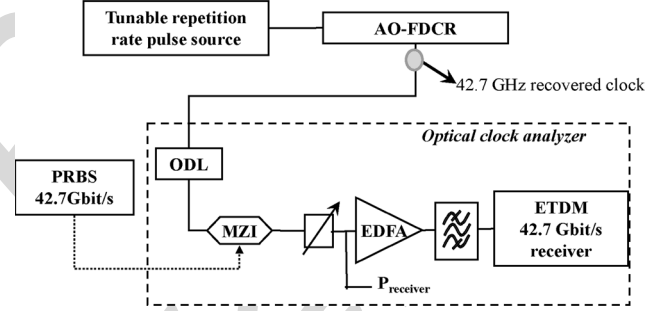 Tunable repetition
rate pulse source
AO-FDCR
42.7 GHz recovered clock
Optical clock analyzer
ODL
PRBS
42.7Gbit/s
MZI
EDFA
ETDM
42.7 Gbit/s
receiver
Preceiver